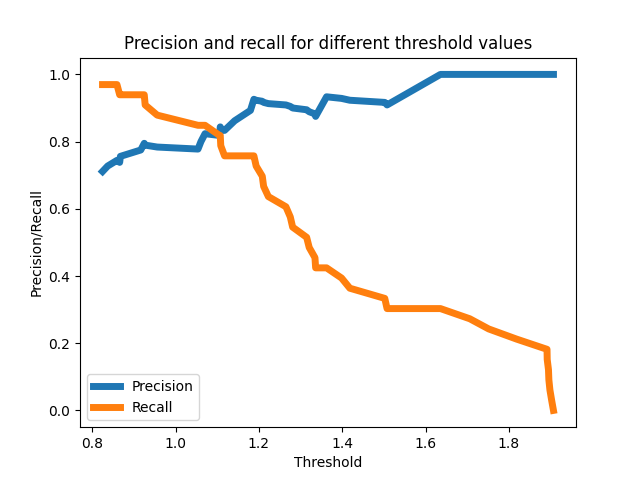 Precision and recall for different threshold values
1.0
0.8
0.6
0.4
0.2
0.0
Precision/Recall
Precision
Recall
0.8 1.0 1.2 1.4 1.6 1.8
Threshold